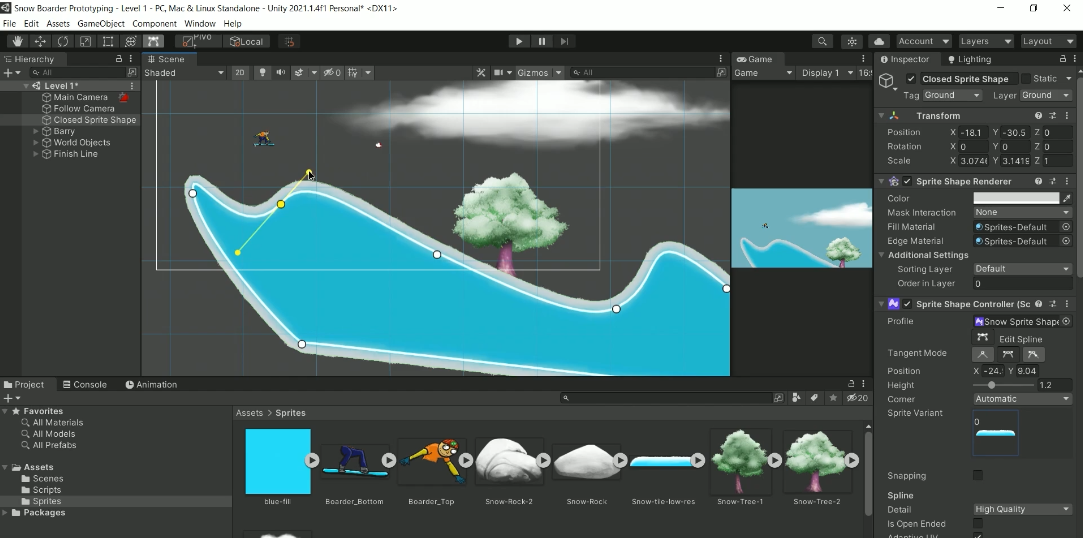 Snow Boarder Prototyping - Level 1 - PC, Mac & Linux Standalone - Unity 2021.1.4f1 Personal* <DX11>
File Edit Assets GameObject Component Window Help
Local Account Layers Layout
Hierarchy Scene Game Inspector Lighting
All Shaded 2D 0 Gizmos All Game Display 1 16:
Closed Sprite Shape Static
Tag Ground Layer Ground
Level 1*
Main Camera
Follow Camera
Closed Sprite Shape
Barry
World Objects
Finish Line
Transform
Position X -18.1 Y -30.5 Z 0
Rotation X 0 Y 0 Z 0
Scale X 3.0746 Y 3.1419 Z 1
Sprite Shape Renderer
Color
Mask Interaction None
Fill Material Sprites-Default
Edge Material Sprites-Default
Additional Settings
Sorting Layer Default
Order in Layer 0
Sprite Shape Controller (Sc
Profile Snow Sprite Shape
Edit Spline
Tangent Mode
Position X -24. Y 9.04
Height 1.2
Corner Automatic
Sprite Variant
0
Snapping
Spline
Detail High Quality
Is Open Ended
Adaptive UV
Project Console Animation
20
Favorites
All Materials
All Models
All Prefabs
Assets
Scenes
Scripts
Sprites
Packages
Assets > Sprites
blue-fill Boarder_Bottom Boarder_Top Snow-Rock-2 Snow-Rock Snow-tile-low-res Snow-Tree-1 Snow-Tree-2